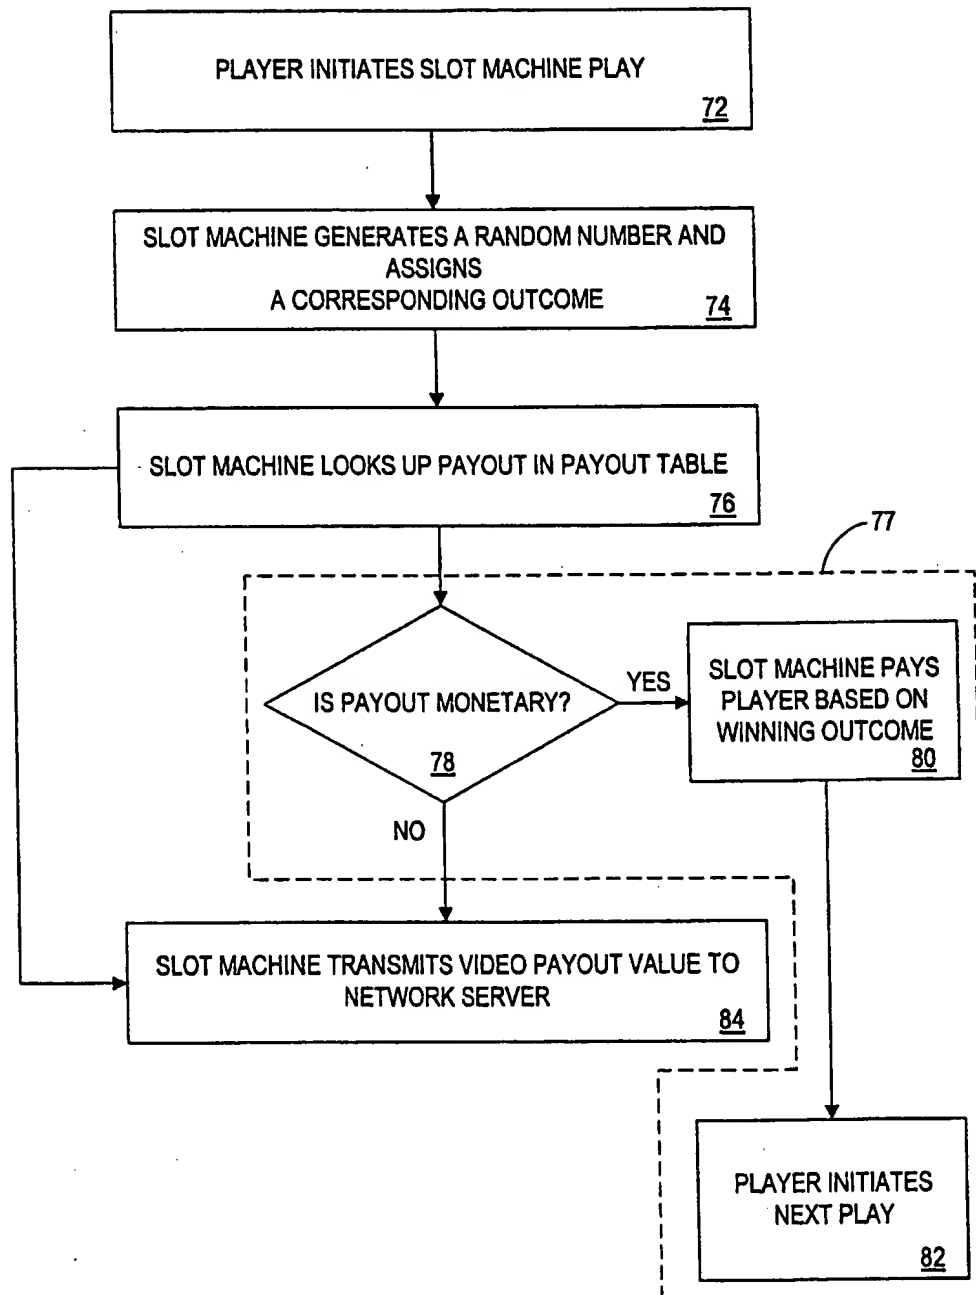 PLAYER INITIATES SLOT MACHINE PLAY
72
SLOT MACHINE GENERATES A RANDOM NUMBER AND
ASSIGNS
A CORRESPONDING OUTCOME
74
SLOT MACHINE LOOKS UP PAYOUT IN PAYOUT TABLE
76
77
IS PAYOUT MONETARY?
78
YES
SLOT MACHINE PAYS
PLAYER BASED ON
WINNING OUTCOME
80
NO
SLOT MACHINE TRANSMITS VIDEO PAYOUT VALUE TO
NETWORK SERVER
84
PLAYER INITIATES
NEXT PLAY
82